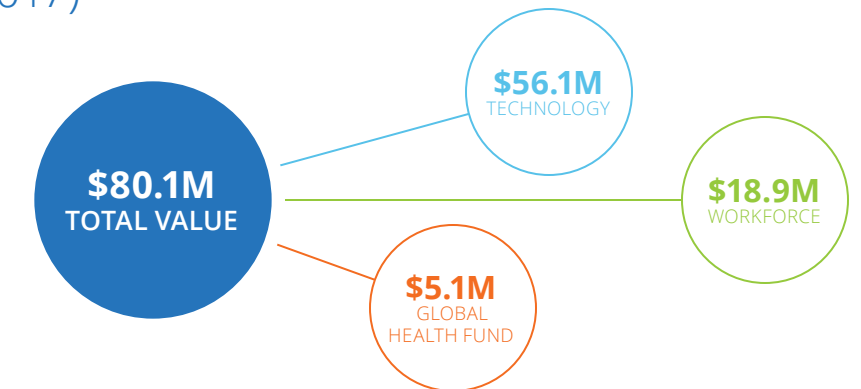 $56.1M
TECHNOLOGY
$80.1M
TOTAL VALUE
$18.9M
WORKFORCE
$5.1M
GLOBAL
HEALTH FUND